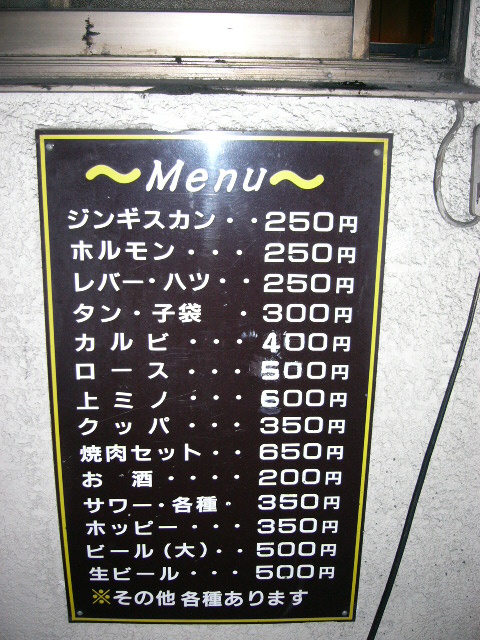 ～Menu～
ジンギスカン・・250円
ホルモン・・・250円
レバー・ハツ・・250円
タン・子袋 ・300円
カルビ・・・400円
ロース・・・500円
上ミノ・・・600円
クッパ・・・・350円
焼肉セット・・650円
お酒・・・・200円
サワー・各種・350円
ホッピー・・・350円
ビール(大)・・500円
生ビール・・・500円
※その他各種あります